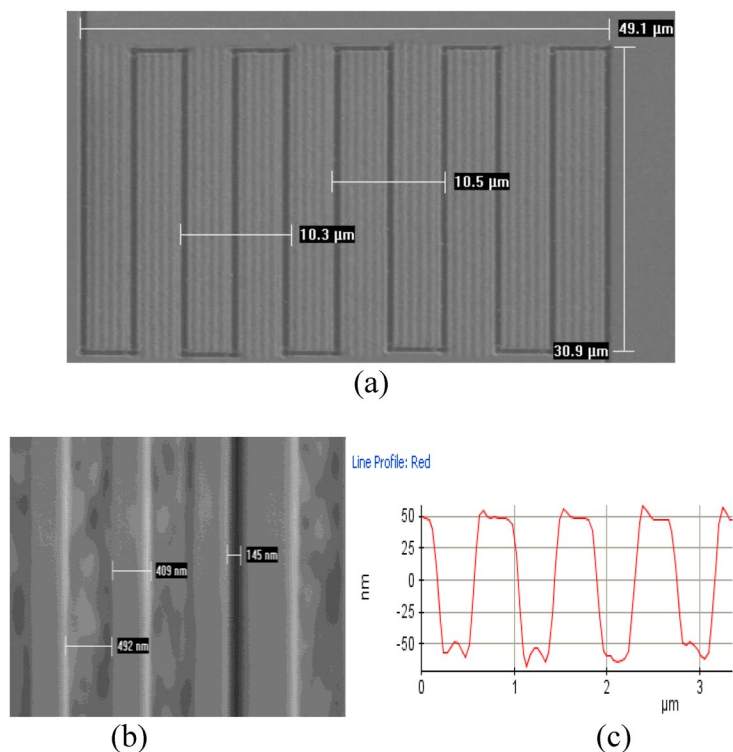 49.1 µm
10.5 µm
10.3 µm
30.9 µm
(a)
Line Profile: Red
145 nm
409 nm
492 nm
50
25
0
-25
-50
nm
0 1 2 3
µm
(b) (c)